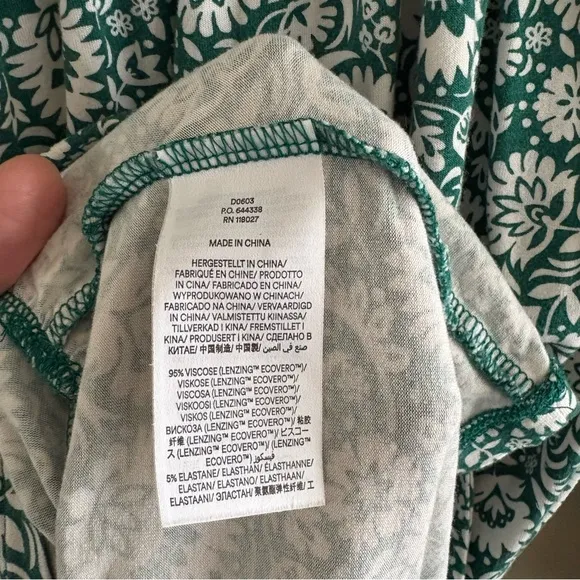 D0603
P.O. 644338
RN 118027
MADE IN CHINA
HERGESTELLT IN CHINA/
FABRIQUÉ EN CHINE/ PRODOTTO
IN CINA/ FABRICADO EN CHINA/
WYPRODUKOWANO W CHINACH/
FABRICADO NA CHINA/ VERVAARDIGD
IN CHINA/ VALMISTETTU KIINASSA/
TILLVERKAD I KINA/ FREMSTILLET I
KINA/ PRODUSERT I KINA/ СДЕЛАНО В
КИТАЕ/ 中国制造/ 中国製/ صنع في الصين
95% VISCOSE (LENZING™ ECOVERO™)/
VISKOSE (LENZING™ ECOVERO™)/
VISCOSA (LENZING™ ECOVERO™)/
VISKOOSI (LENZING™ ECOVERO™)/
VISKOS (LENZING™ ECOVERO™)/
ВИСКОЗА (LENZING™ ECOVERO™)/ 粘胶
纤维 (LENZING™ ECOVERO™)/ ビスコー
ス (LENZING™ ECOVERO™)/ (LENZING™
ECOVERO™) فيسكوز
5% ELASTANE/ ELASTHAN/ ÉLASTHANNE/
ELASTAN/ ELASTANO/ ELASTAAN/
ELASTAANI/ ЭЛАСТАН/ 聚氨酯弹性纤维/ エ